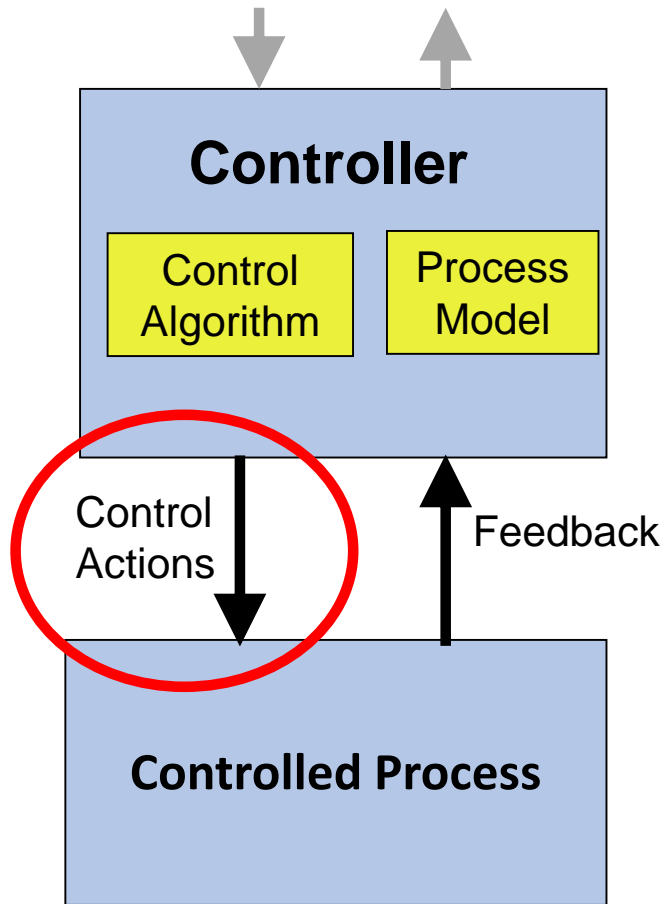 Controller
Control
Algorithm
Process
Model
Control
Actions
Feedback
Controlled Process